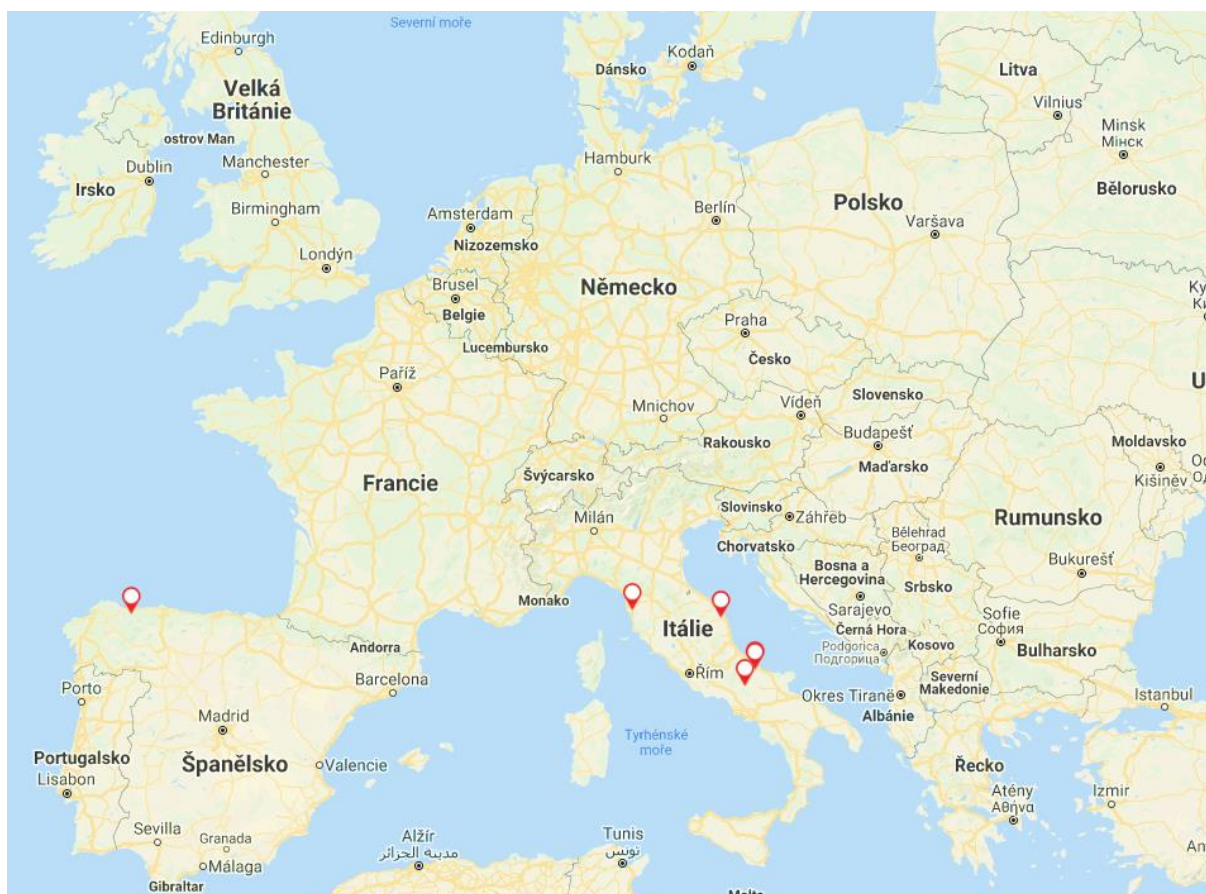 Severní moře
Edinburgh
Kodaň
Dánsko
Litva
Velká
Británie
Vilnius
Minsk
Мінск
ostrov Man
Dublin
Manchester
Hamburk
Irsko
Bělorusko
Birmingham
Amsterdam
Berlín
Polsko
Varšava
Nizozemsko
Londýn
Brusel
Belgie
Německo
Praha
Česko
Lucembursko
Paříž
Slovensko
Mnichov
Vídeň
Rakousko
Budapešť
Maďarsko
Moldavsko
Kišiněv
Francie
Švýcarsko
Milán
Slovinsko
Záhřeb
Rumunsko
Chorvatsko
Bělehrad
Београд
Bosna a
Hercegovina
Bukurešť
Srbsko
Monako
Sarajevo
Sofie
София
Itálie
Černá Hora
Kosovo
Podgorica
Подгорица
Bulharsko
Andorra
Řím
Severní
Makedonie
Porto
Barcelona
Okres Tiranë
Albánie
Istanbul
Madrid
Tyrhénské
moře
Portugalsko
Španělsko
Valencie
Lisabon
Řecko
Atény
Αθήνα
Izmir
Sevilla
Granada
Málaga
Alžír
مدينة الجزائر
Tunis
تونس
Gibraltar